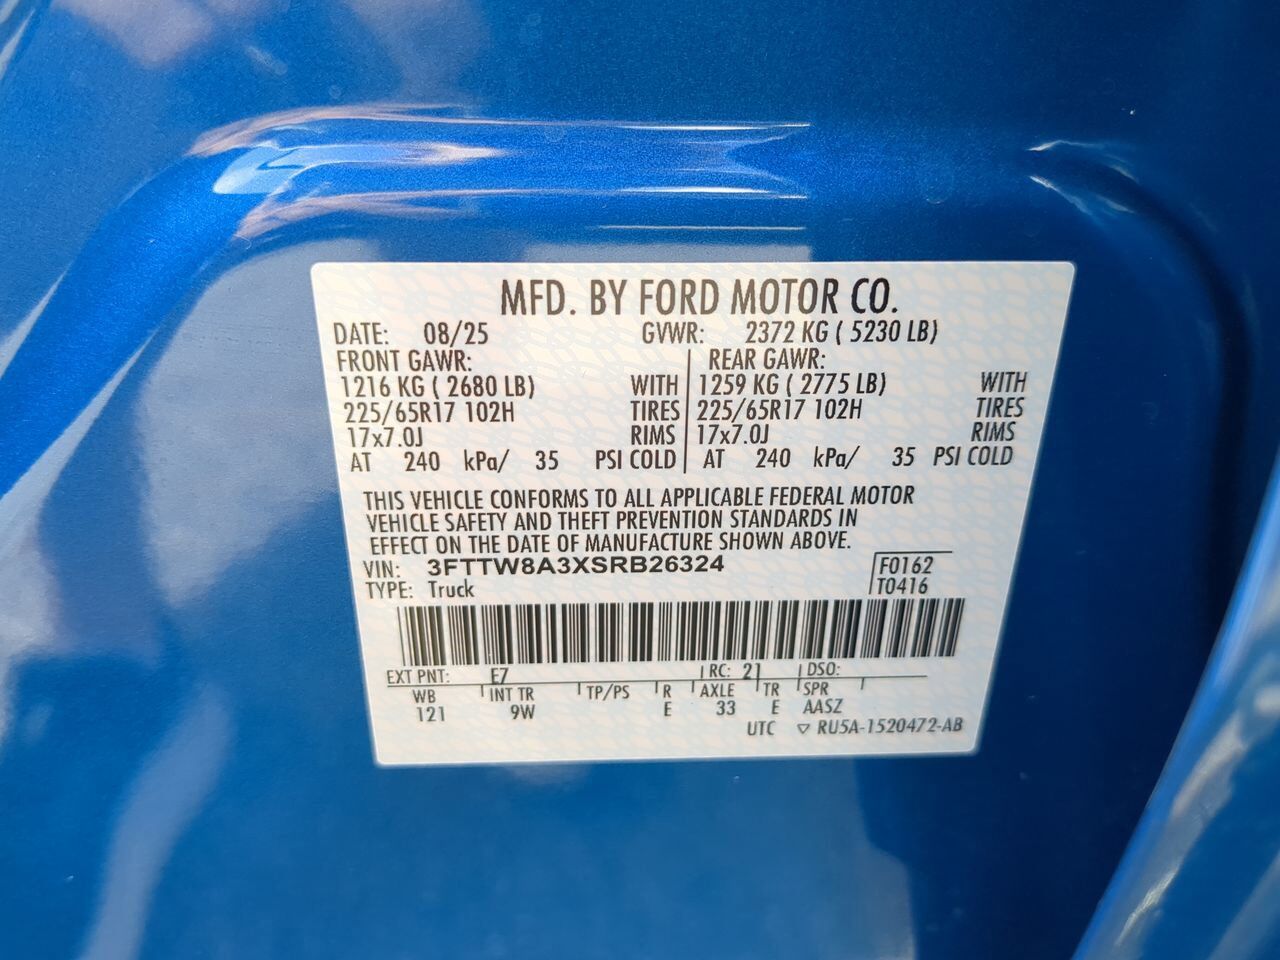 MFD. BY FORD MOTOR CO.
DATE: 08/25 GVWR: 2372 KG ( 5230 LB)
FRONT GAWR: REAR GAWR:
1216 KG ( 2680 LB) WITH 1259 KG ( 2775 LB) WITH
225/65R17 102H TIRES 225/65R17 102H TIRES
17x7.0J RIMS 17x7.0J RIMS
AT 240 kPa/ 35 PSI COLD AT 240 kPa/ 35 PSI COLD
THIS VEHICLE CONFORMS TO ALL APPLICABLE FEDERAL MOTOR
VEHICLE SAFETY AND THEFT PREVENTION STANDARDS IN
EFFECT ON THE DATE OF MANUFACTURE SHOWN ABOVE.
VIN: 3FTTW8A3XSRB26324 F0162
TYPE: Truck T0416
EXT PNT: E7 RC: 21 DSO:
WB INT TR TP/PS R AXLE TR SPR
121 9W E 33 E AASZ
UTC ▽ RU5A-1520472-AB